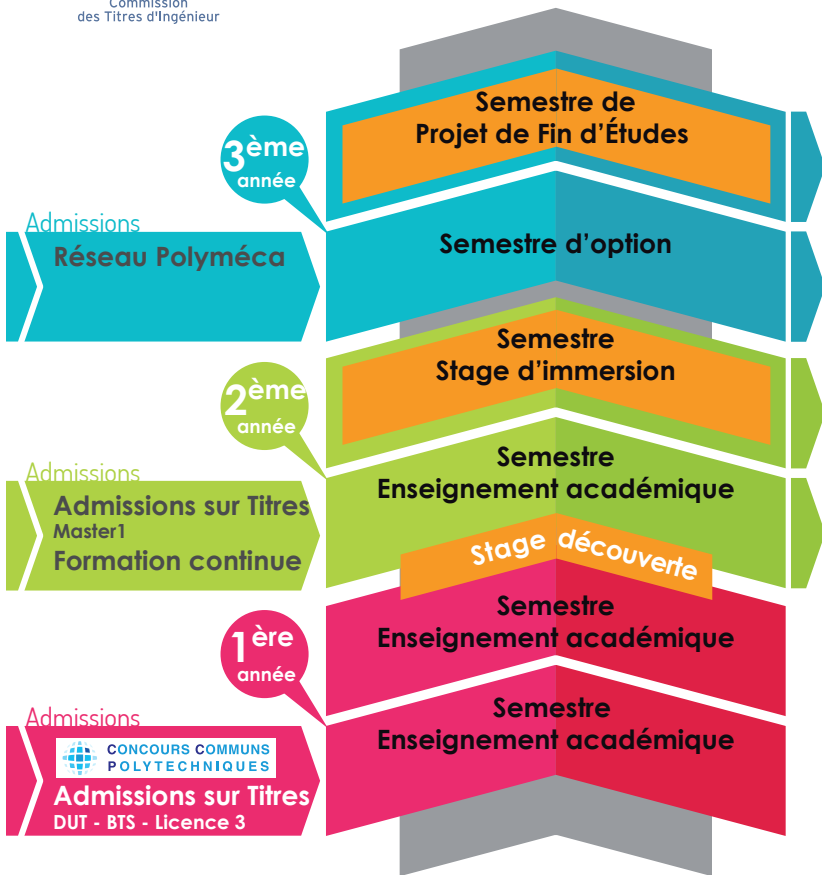 Commission
des Titres d'Ingénieur
Semestre de
Projet de Fin d'Études
3ème
année
Admissions
Réseau Polyméca
Semestre d'option
Semestre
Stage d'immersion
2ème
année
Admissions
Admissions sur Titres
Master1
Formation continue
Semestre
Enseignement académique
Stage découverte
Semestre
Enseignement académique
1ère
année
Admissions
CONCOURS COMMUNS
POLYTECHNIQUES
Admissions sur Titres
DUT - BTS - Licence 3
Semestre
Enseignement académique